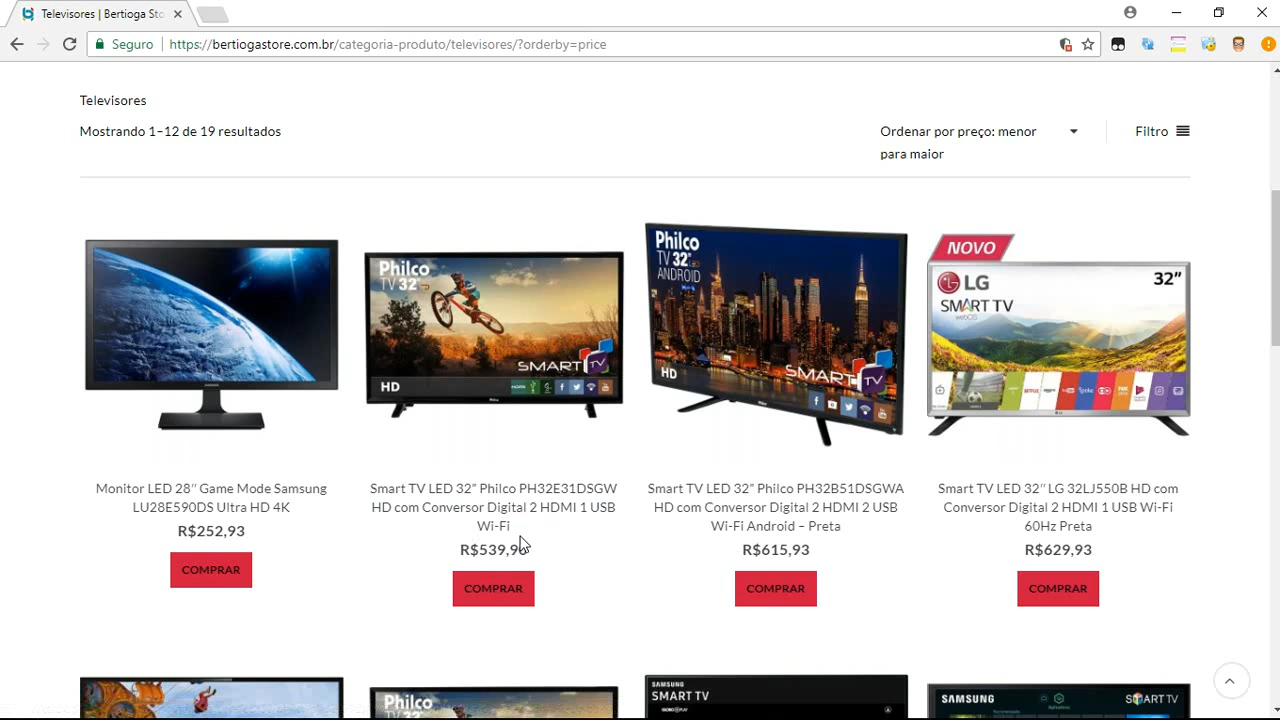 Televisores | Bertioga Sto
Seguro
https://bertiogastore.com.br/categoria-produto/televisores/?orderby=price
Televisores
Mostrando 1–12 de 19 resultados
Ordenar por preço: menor
para maior
Filtro
Philco
TV 32"
SMART TV
HD
Philco
TV 32"
ANDROID
SMART TV
HD
NOVO
LG
32”
SMART TV
webOS
Monitor LED 28″ Game Mode Samsung
LU28E590DS Ultra HD 4K
R$252,93
COMPRAR
Smart TV LED 32” Philco PH32E31DSGW
HD com Conversor Digital 2 HDMI 1 USB
Wi-Fi
R$539,9
COMPRAR
Smart TV LED 32” Philco PH32B51DSGWA
HD com Conversor Digital 2 HDMI 2 USB
Wi-Fi Android – Preta
R$615,93
COMPRAR
Smart TV LED 32″ LG 32LJ550B HD com
Conversor Digital 2 HDMI 1 USB Wi-Fi
60Hz Preta
R$629,93
COMPRAR
Philco
TV 32"
SAMSUNG
SMART TV
SAMSUNG
SMART TV